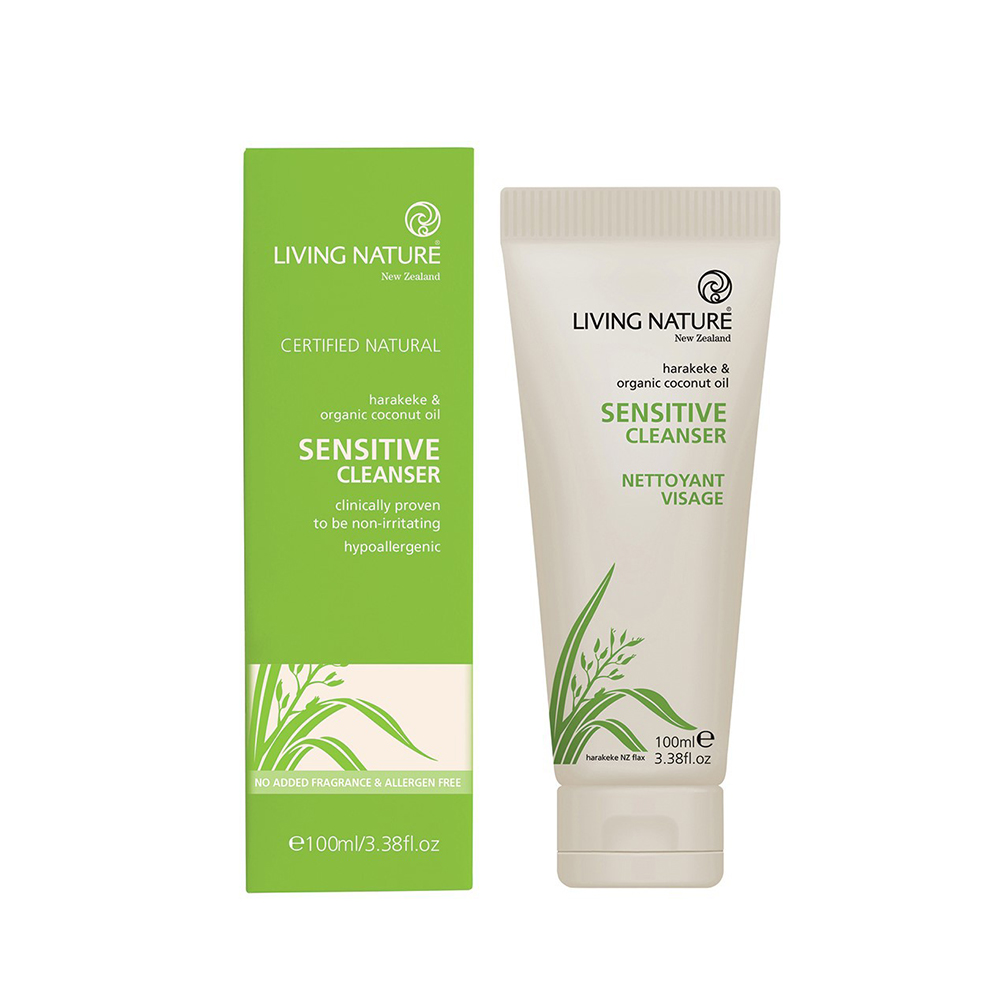 LIVING NATURE®
New Zealand
CERTIFIED NATURAL
harakeke &
organic coconut oil
SENSITIVE
CLEANSER
clinically proven
to be non-irritating
hypoallergenic
NO ADDED FRAGRANCE & ALLERGEN FREE
℮100ml/3.38fl.oz
LIVING NATURE®
New Zealand
harakeke &
organic coconut oil
SENSITIVE
CLEANSER
NETTOYANT
VISAGE
100ml℮
harakeke NZ flax 3.38fl.oz